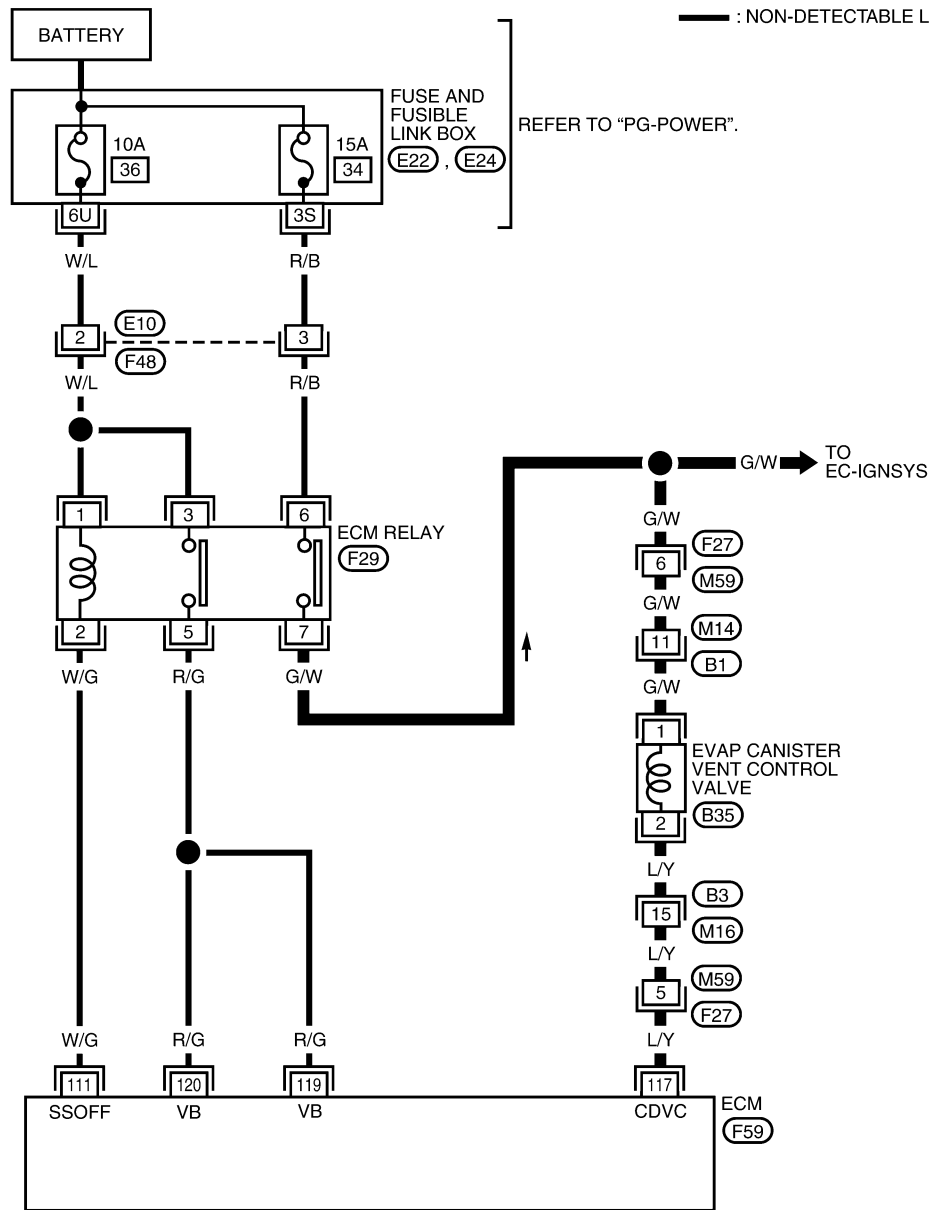 : NON-DETECTABLE L
BATTERY
FUSE AND
FUSIBLE
LINK BOX
E22 , E24
REFER TO “PG-POWER”.
10A
36
15A
34
6U
3S
W/L
R/B
2
E10
F48
3
W/L
R/B
G/W
TO
EC-IGNSYS
1
3
6
ECM RELAY
F29
2
5
7
W/G
R/G
G/W
G/W
6
F27
M59
G/W
11
M14
B1
G/W
1
EVAP CANISTER
VENT CONTROL
VALVE
B35
2
L/Y
15
B3
M16
L/Y
5
M59
F27
W/G
R/G
R/G
L/Y
111
120
119
117
SSOFF
VB
VB
CDVC
ECM
F59